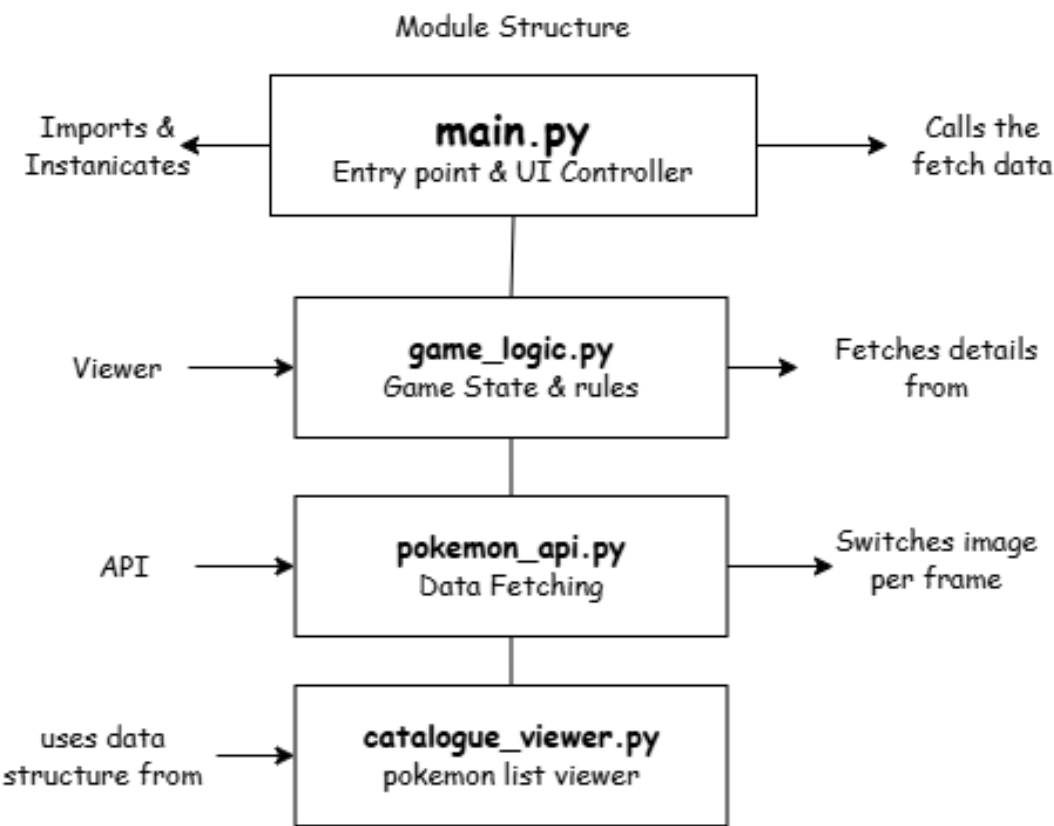 Module Structure
main.py
Entry point & UI Controller
Imports &
Instanicates
Calls the
fetch data
Viewer
game_logic.py
Game State & rules
Fetches details
from
API
pokemon_api.py
Data Fetching
Switches image
per frame
uses data
structure from
catalogue_viewer.py
pokemon list viewer